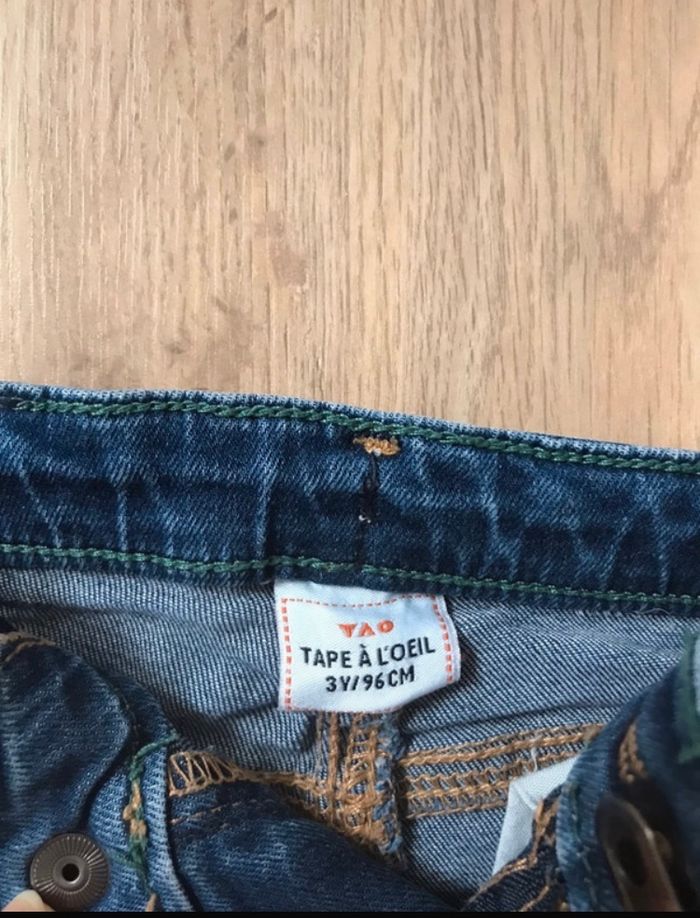 TAO
TAPE À L'OEIL
3Y/96CM